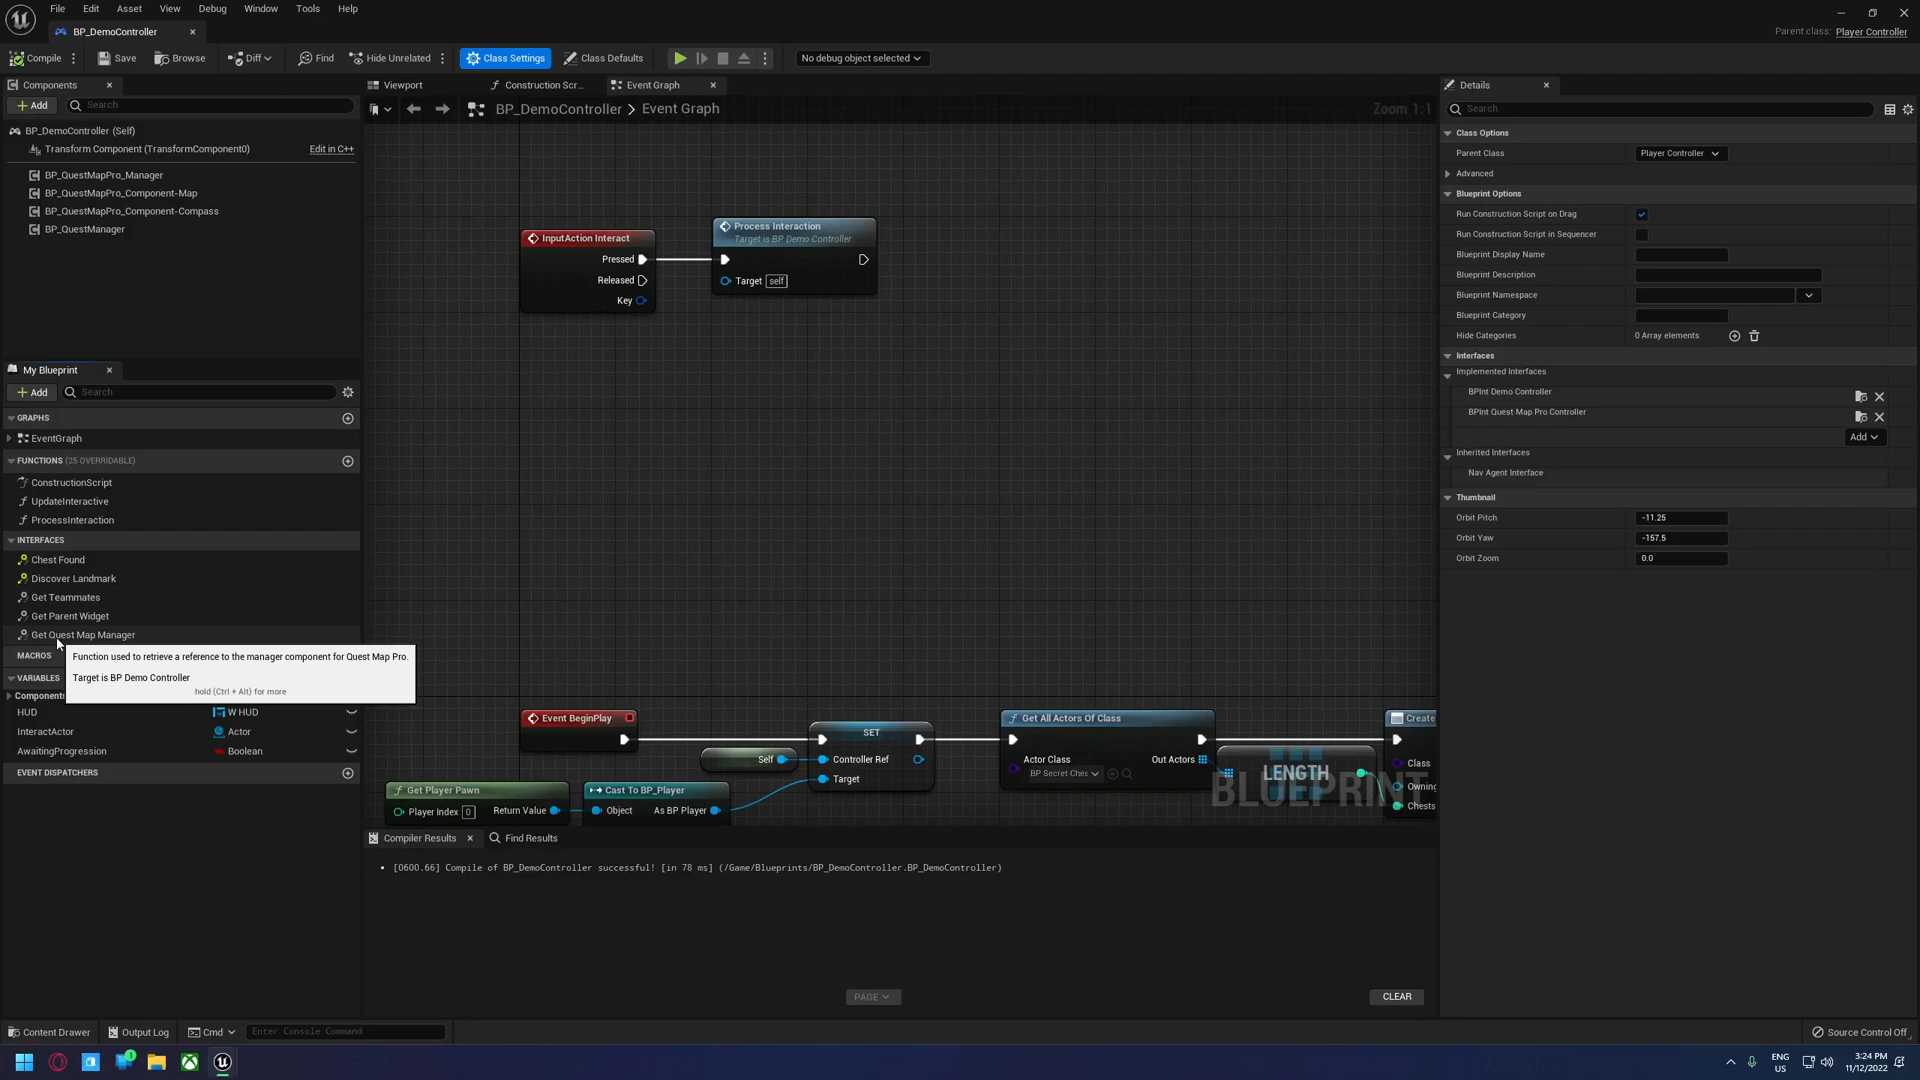 File Edit Asset View Debug Window Tools Help
BP_DemoController
Parent class: Player Controller
Compile Save Browse Diff Find Hide Unrelated Class Settings Class Defaults No debug object selected
Components
Add Search
BP_DemoController (Self)
Transform Component (TransformComponent0) Edit in C++
BP_QuestMapPro_Manager
BP_QuestMapPro_Component-Map
BP_QuestMapPro_Component-Compass
BP_QuestManager
My Blueprint
Add Search
GRAPHS
EventGraph
FUNCTIONS (25 OVERRIDABLE)
ConstructionScript
UpdateInteractive
ProcessInteraction
INTERFACES
Chest Found
Discover Landmark
Get Teammates
Get Parent Widget
Get Quest Map Manager
MACROS
Function used to retrieve a reference to the manager component for Quest Map Pro.
Target is BP Demo Controller
hold (Ctrl + Alt) for more
VARIABLES
Components
HUD W HUD
InteractActor Actor
AwaitingProgression Boolean
EVENT DISPATCHERS
Viewport Construction Scr... Event Graph
BP_DemoController > Event Graph Zoom 1:1
InputAction Interact
Pressed
Released
Key
Process Interaction
Target is BP Demo Controller
Target self
Event BeginPlay
Get Player Pawn
Player Index 0 Return Value
Cast To BP_Player
Object As BP Player
Self
SET
Controller Ref
Target
Get All Actors Of Class
Actor Class Out Actors
BP Secret Ches
LENGTH
Create
Class
Owning
Chests
BLUEPRINT
Compiler Results Find Results
• [0600.66] Compile of BP_DemoController successful! [in 78 ms] (/Game/Blueprints/BP_DemoController.BP_DemoController)
PAGE CLEAR
Details
Search
Class Options
Parent Class Player Controller
Advanced
Blueprint Options
Run Construction Script on Drag
Run Construction Script in Sequencer
Blueprint Display Name
Blueprint Description
Blueprint Namespace
Blueprint Category
Hide Categories 0 Array elements
Interfaces
Implemented Interfaces
BPInt Demo Controller
BPInt Quest Map Pro Controller
Add
Inherited Interfaces
Nav Agent Interface
Thumbnail
Orbit Pitch -11.25
Orbit Yaw -157.5
Orbit Zoom 0.0
Content Drawer Output Log Cmd Enter Console Command Source Control Off
1
ENG
US
3:24 PM
11/12/2022